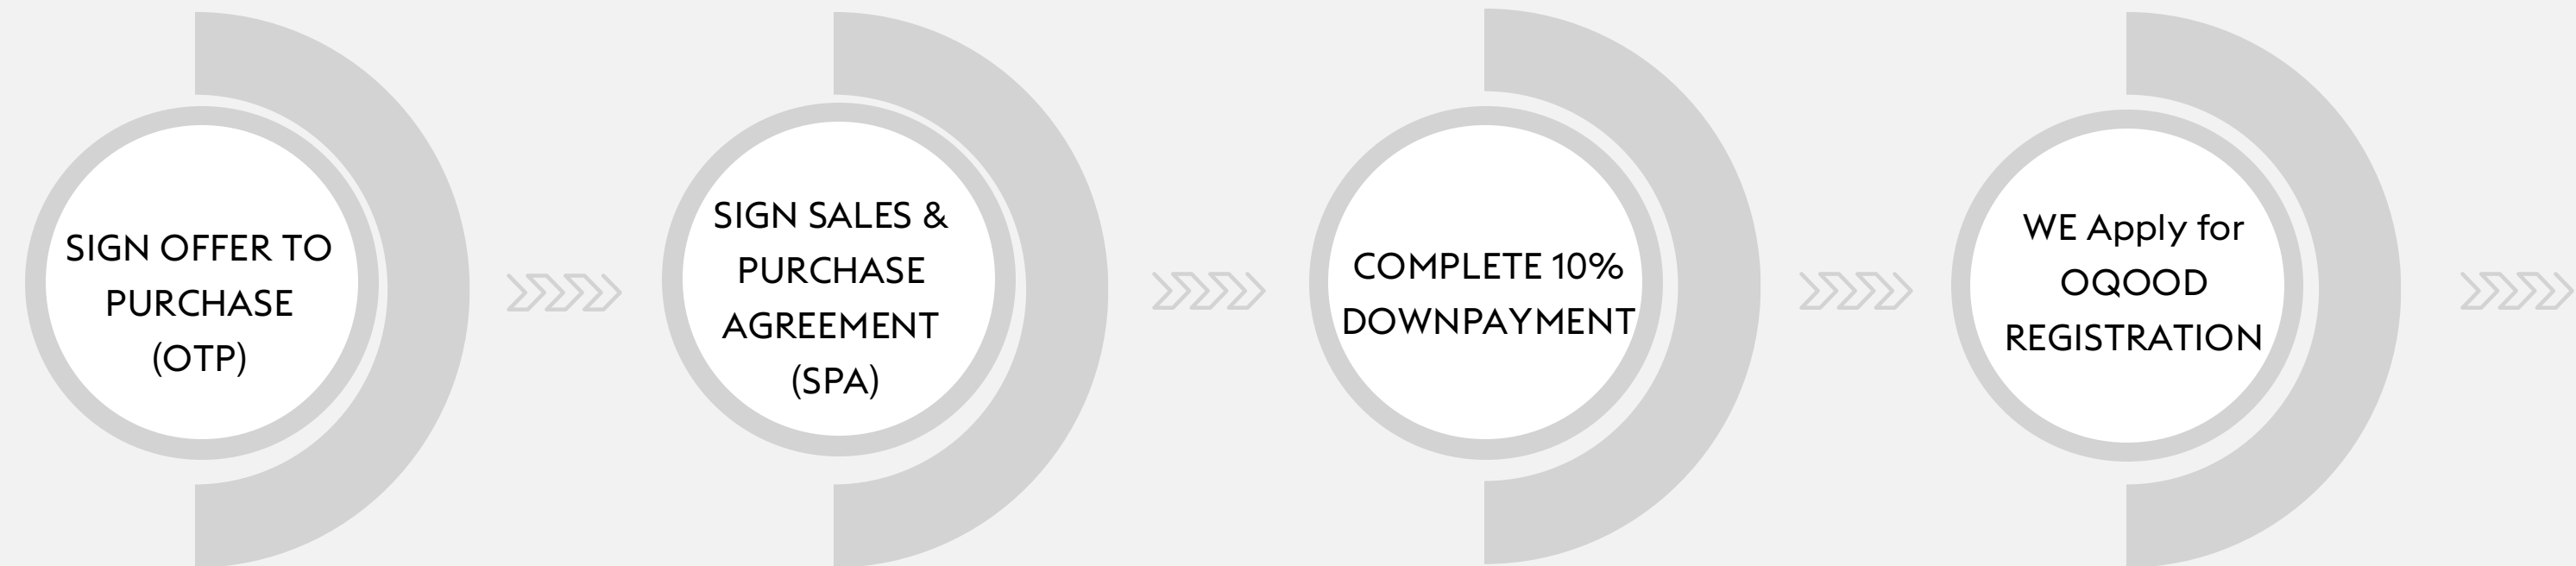 SIGN OFFER TO
PURCHASE
(OTP)
SIGN SALES &
PURCHASE
AGREEMENT
(SPA)
COMPLETE 10%
DOWNPAYMENT
WE Apply for
OQOOD
REGISTRATION